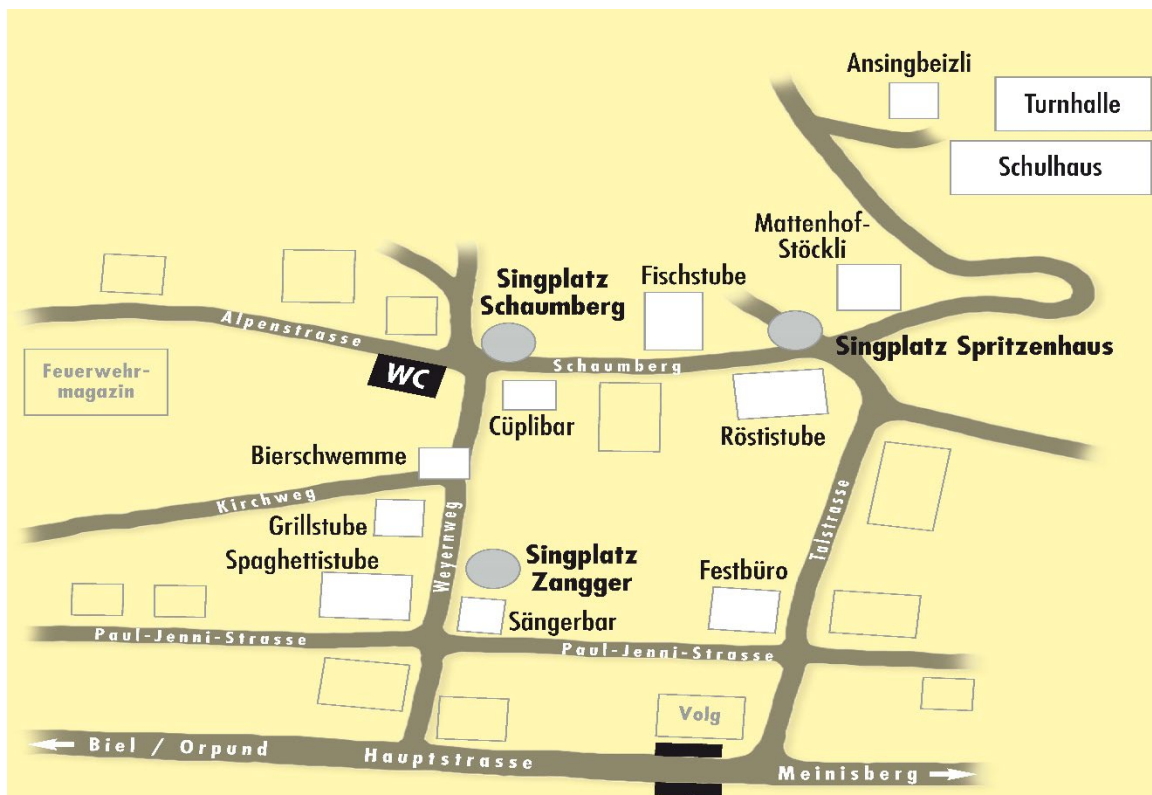 Ansingbeizli
Turnhalle
Schulhaus
Mattenhof-
Stöckli
Singplatz
Schaumberg
Fischstube
Alpenstrasse
Singplatz Spritzenhaus
Schaumberg
WC
Feuerwehr-
magazin
Cüplibar
Röstistube
Bierschwemme
Kirchweg
Talstrasse
Grillstube
Weyernweg
Spaghettistube
Singplatz
Zangger
Festbüro
Sängerbar
Paul-Jenni-Strasse
Paul-Jenni-Strasse
Volg
Biel / Orpund
Hauptstrasse
Meinisberg